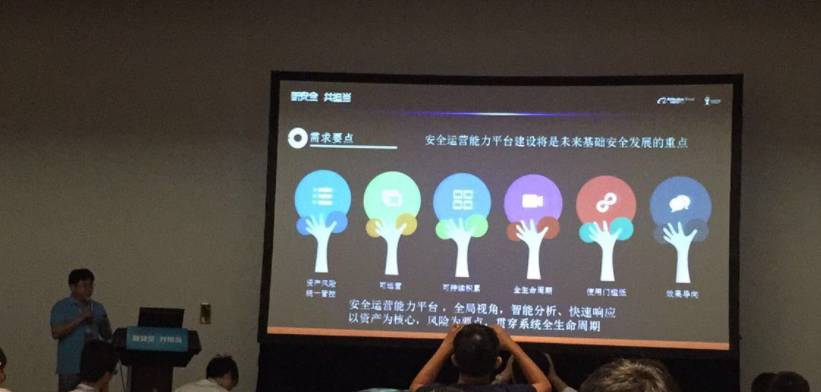 新安全 共担当
需求要点
安全运营能力平台建设将是未来基础安全发展的重点
资产风险
统一管控
可运营
可持续积累
全生命周期
使用门槛低
效果导向
安全运营能力平台，全局视角，智能分析、快速响应
以资产为核心，风险为要点，贯穿系统全生命周期
新安全 共担当